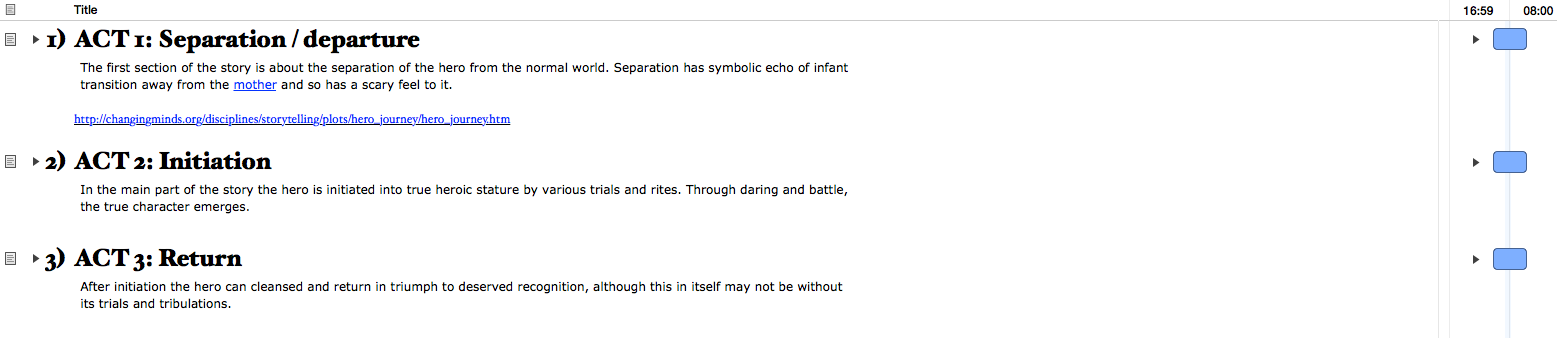 Title 16:59 08:00
1) ACT 1: Separation / departure
The first section of the story is about the separation of the hero from the normal world. Separation has symbolic echo of infant
transition away from the mother and so has a scary feel to it.
http://changingminds.org/disciplines/storytelling/plots/hero_journey/hero_journey.htm
2) ACT 2: Initiation
In the main part of the story the hero is initiated into true heroic stature by various trials and rites. Through daring and battle,
the true character emerges.
3) ACT 3: Return
After initiation the hero can cleansed and return in triumph to deserved recognition, although this in itself may not be without
its trials and tribulations.